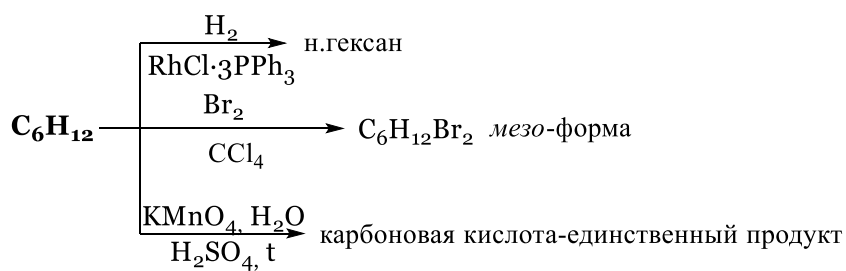 H₂
н.гексан
RhCl·3PPh₃
Br₂
C₆H₁₂
C₆H₁₂Br₂ мезо-форма
CCl₄
KMnO₄, H₂O
карбоновая кислота-единственный продукт
H₂SO₄, t